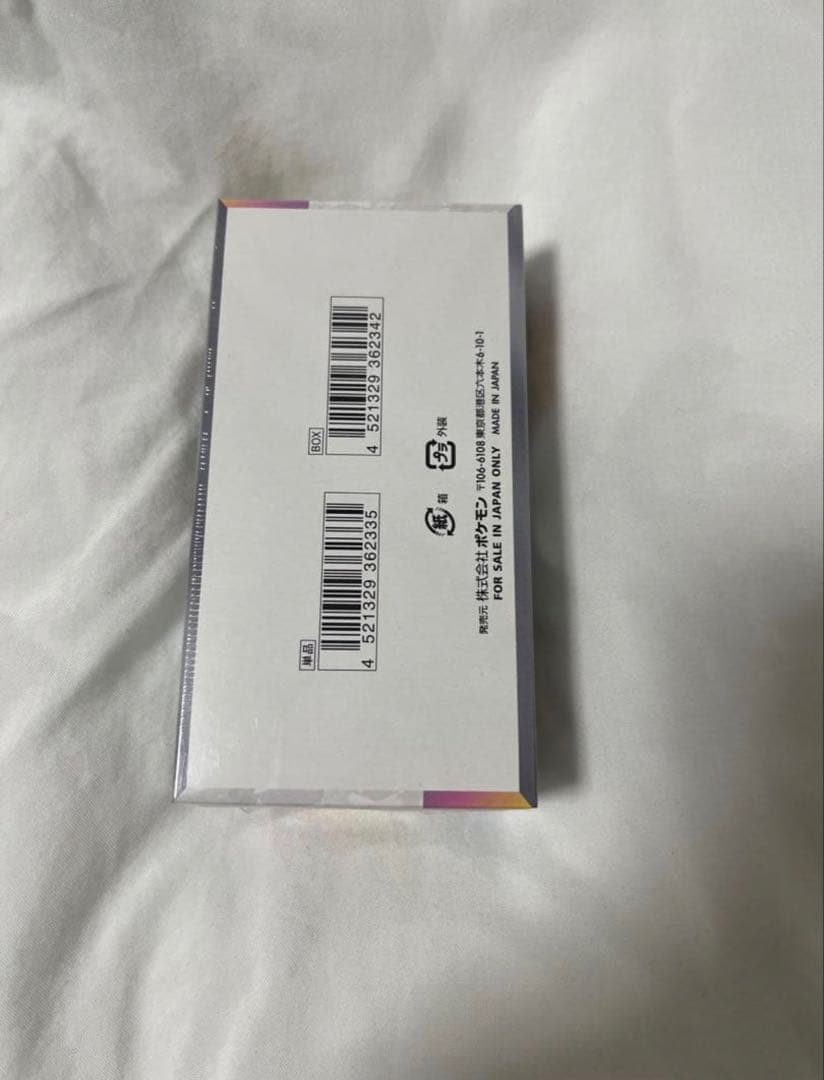 単品
4 521329 362335
BOX
4 521329 362342
紙 箱
プラ 外装
発売元 株式会社ポケモン 〒106-6108 東京都港区六本木6-10-1
FOR SALE IN JAPAN ONLY MADE IN JAPAN